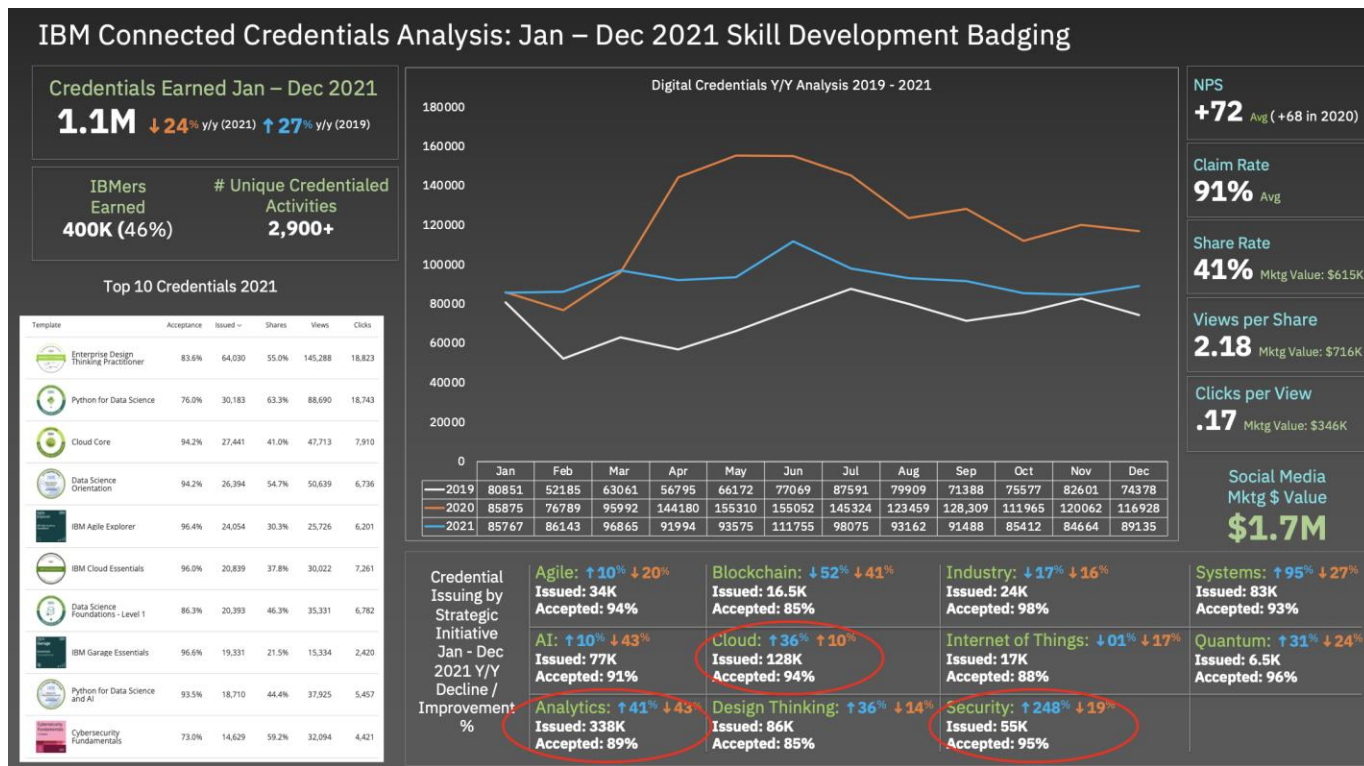 IBM Connected Credentials Analysis: Jan – Dec 2021 Skill Development Badging
Credentials Earned Jan – Dec 2021
1.1M ↓24% y/y (2021) ↑27% y/y (2019)
IBMers Earned
400K (46%)
# Unique Credentialed Activities
2,900+
Top 10 Credentials 2021
Template Acceptance Issued Shares Views Clicks
Enterprise Design Thinking Practitioner 83.6% 64,030 55.0% 145,288 18,823
Python for Data Science 76.0% 30,183 63.3% 88,690 18,743
Cloud Core 94.2% 27,441 41.0% 47,713 7,910
Data Science Orientation 94.2% 26,394 54.7% 50,639 6,736
IBM Agile Explorer 96.4% 24,054 30.3% 25,726 6,201
IBM Cloud Essentials 96.0% 20,839 37.8% 30,022 7,261
Data Science Foundations - Level 1 86.3% 20,393 46.3% 35,331 6,782
IBM Garage Essentials 96.6% 19,331 21.5% 15,334 2,420
Python for Data Science and AI 93.5% 18,710 44.4% 37,925 5,457
Cybersecurity Fundamentals 73.0% 14,629 59.2% 32,094 4,421
Digital Credentials Y/Y Analysis 2019 - 2021
180000
160000
140000
120000
100000
80000
60000
40000
20000
0
Jan Feb Mar Apr May Jun Jul Aug Sep Oct Nov Dec
2019 80851 52185 63061 56795 66172 77069 87591 79909 71388 75577 82601 74378
2020 85875 76789 95992 144180 155310 155052 145324 123459 128,309 111965 120062 116928
2021 85767 86143 96865 91994 93575 111755 98075 93162 91488 85412 84664 89135
NPS
+72 Avg ( +68 in 2020)
Claim Rate
91% Avg
Share Rate
41% Mktg Value: $615K
Views per Share
2.18 Mktg Value: $716K
Clicks per View
.17 Mktg Value: $346K
Social Media
Mktg $ Value
$1.7M
Credential
Issuing by
Strategic
Initiative
Jan - Dec
2021 Y/Y
Decline /
Improvement
%
Agile: ↑10% ↓20%
Issued: 34K
Accepted: 94%
Blockchain: ↓52% ↓41%
Issued: 16.5K
Accepted: 85%
Industry: ↓17% ↓16%
Issued: 24K
Accepted: 98%
Systems: ↑95% ↓27%
Issued: 83K
Accepted: 93%
AI: ↑10% ↓43%
Issued: 77K
Accepted: 91%
Cloud: ↑36% ↑10%
Issued: 128K
Accepted: 94%
Internet of Things: ↓01% ↓17%
Issued: 17K
Accepted: 88%
Quantum: ↑31% ↓24%
Issued: 6.5K
Accepted: 96%
Analytics: ↑41% ↓43%
Issued: 338K
Accepted: 89%
Design Thinking: ↑36% ↓14%
Issued: 86K
Accepted: 85%
Security: ↑248% ↓19%
Issued: 55K
Accepted: 95%